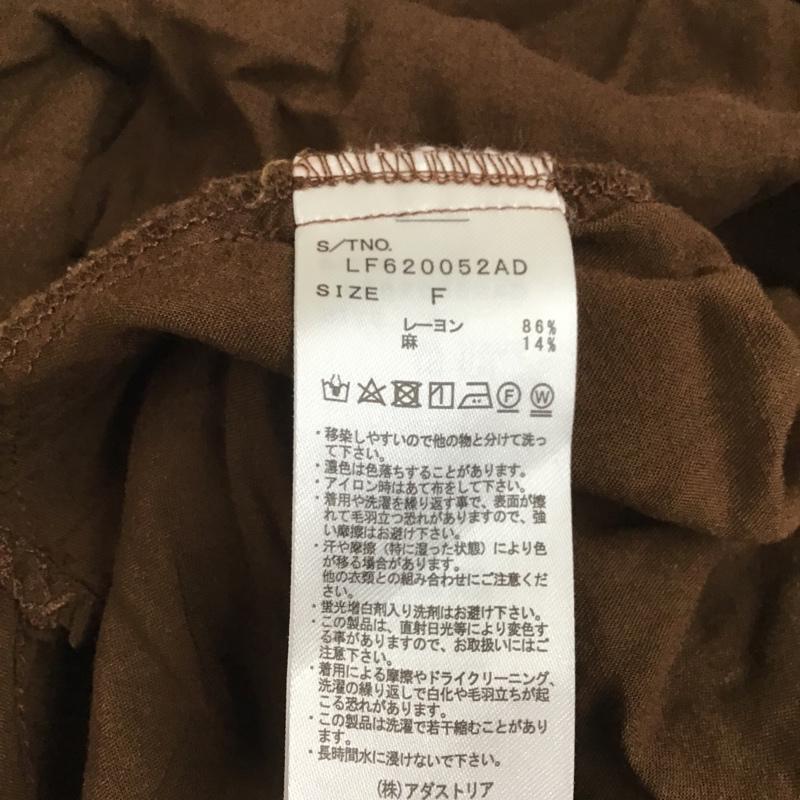 S/TNO.
LF620052AD
SIZE F
レーヨン 86%
麻 14%
F W
・移染しやすいので他の物と分けて洗っ
て下さい。
・濃色は色落ちすることがあります。
・アイロン時はあて布をして下さい。
・着用や洗濯を繰り返す事で、表面が擦
れて毛羽立つ恐れがありますので、強
い摩擦はお避け下さい。
・汗や摩擦（特に湿った状態）により色
が移る場合があります。
他の衣類との組み合わせにご注意くだ
さい。
・蛍光増白剤入り洗剤はお避け下さい。
・この製品は、直射日光等により変色す
る事がありますので、お取扱いにはご
注意下さい。
・着用による摩擦やドライクリーニング、
洗濯の繰り返しで白化や毛羽立ちが起
こる恐れがあります。
・この製品は洗濯で若干縮むことがあり
ます。
・長時間水に浸けないで下さい。
(株)アダストリア